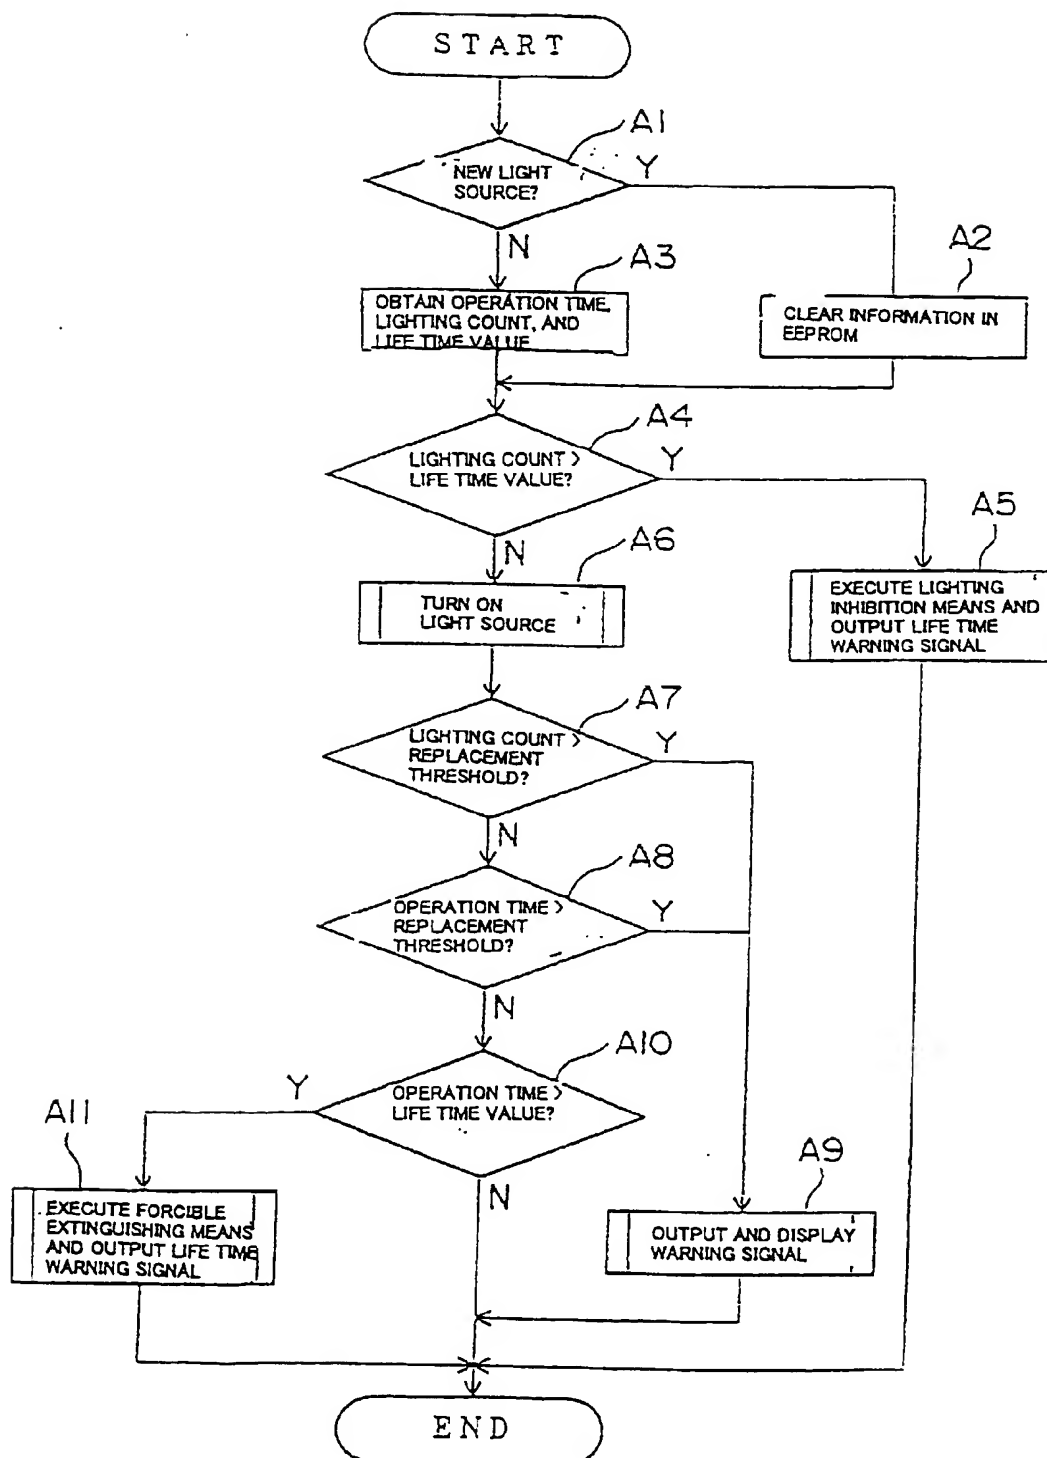 START
A1
NEW LIGHT
SOURCE?
Y
N
A3
A2
OBTAIN OPERATION TIME,
LIGHTING COUNT, AND
LIFE TIME VALUE
CLEAR INFORMATION IN
EEPROM
A4
LIGHTING COUNT >
LIFE TIME VALUE?
Y
N
A6
A5
TURN ON
LIGHT SOURCE
EXECUTE LIGHTING
INHIBITION MEANS AND
OUTPUT LIFE TIME
WARNING SIGNAL
A7
LIGHTING COUNT >
REPLACEMENT
THRESHOLD?
Y
N
A8
OPERATION TIME >
REPLACEMENT
THRESHOLD?
Y
N
A10
OPERATION TIME >
LIFE TIME VALUE?
Y
N
A11
A9
EXECUTE FORCIBLE
EXTINGUISHING MEANS
AND OUTPUT LIFE TIME
WARNING SIGNAL
OUTPUT AND DISPLAY
WARNING SIGNAL
END